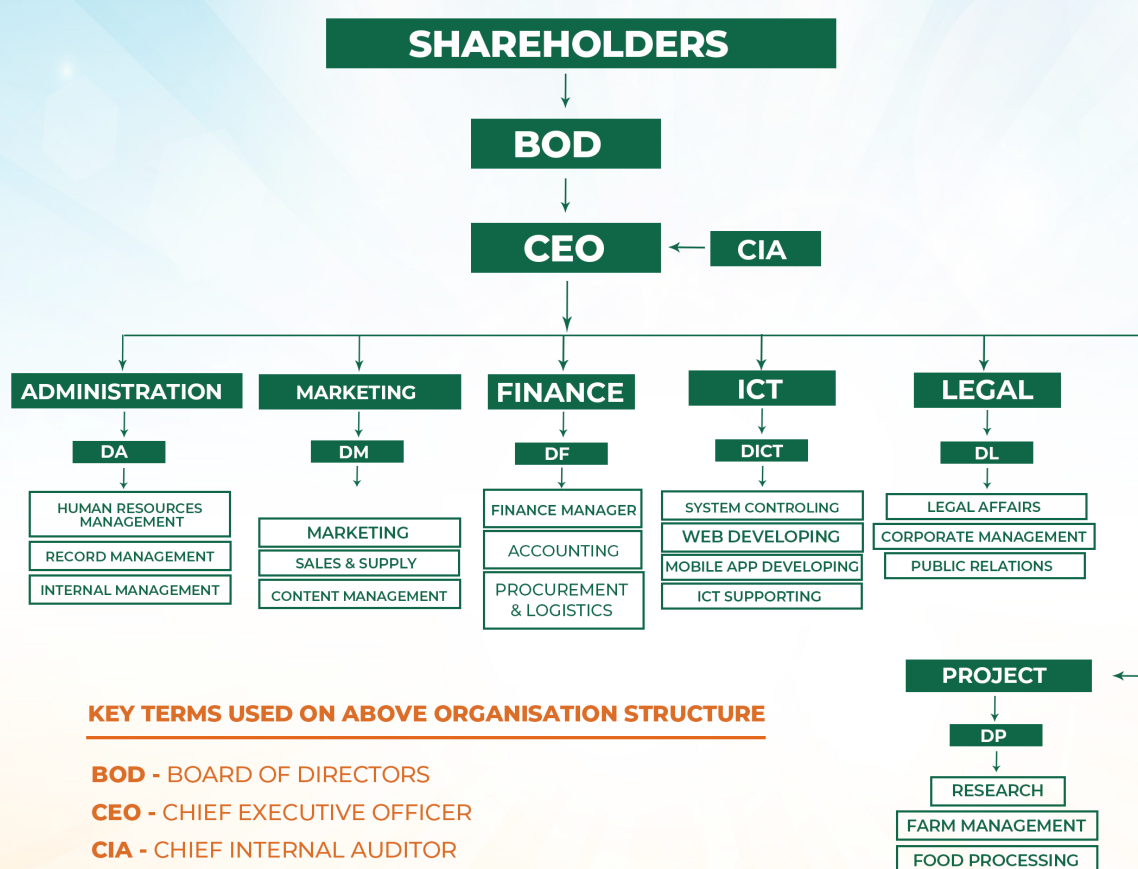 SHAREHOLDERS
BOD
CEO
CIA
ADMINISTRATION
DA
HUMAN RESOURCES
MANAGEMENT
RECORD MANAGEMENT
INTERNAL MANAGEMENT
MARKETING
DM
MARKETING
SALES & SUPPLY
CONTENT MANAGEMENT
FINANCE
DF
FINANCE MANAGER
ACCOUNTING
PROCUREMENT
& LOGISTICS
ICT
DICT
SYSTEM CONTROLING
WEB DEVELOPING
MOBILE APP DEVELOPING
ICT SUPPORTING
LEGAL
DL
LEGAL AFFAIRS
CORPORATE MANAGEMENT
PUBLIC RELATIONS
PROJECT
DP
RESEARCH
FARM MANAGEMENT
FOOD PROCESSING
KEY TERMS USED ON ABOVE ORGANISATION STRUCTURE
BOD - BOARD OF DIRECTORS
CEO - CHIEF EXECUTIVE OFFICER
CIA - CHIEF INTERNAL AUDITOR